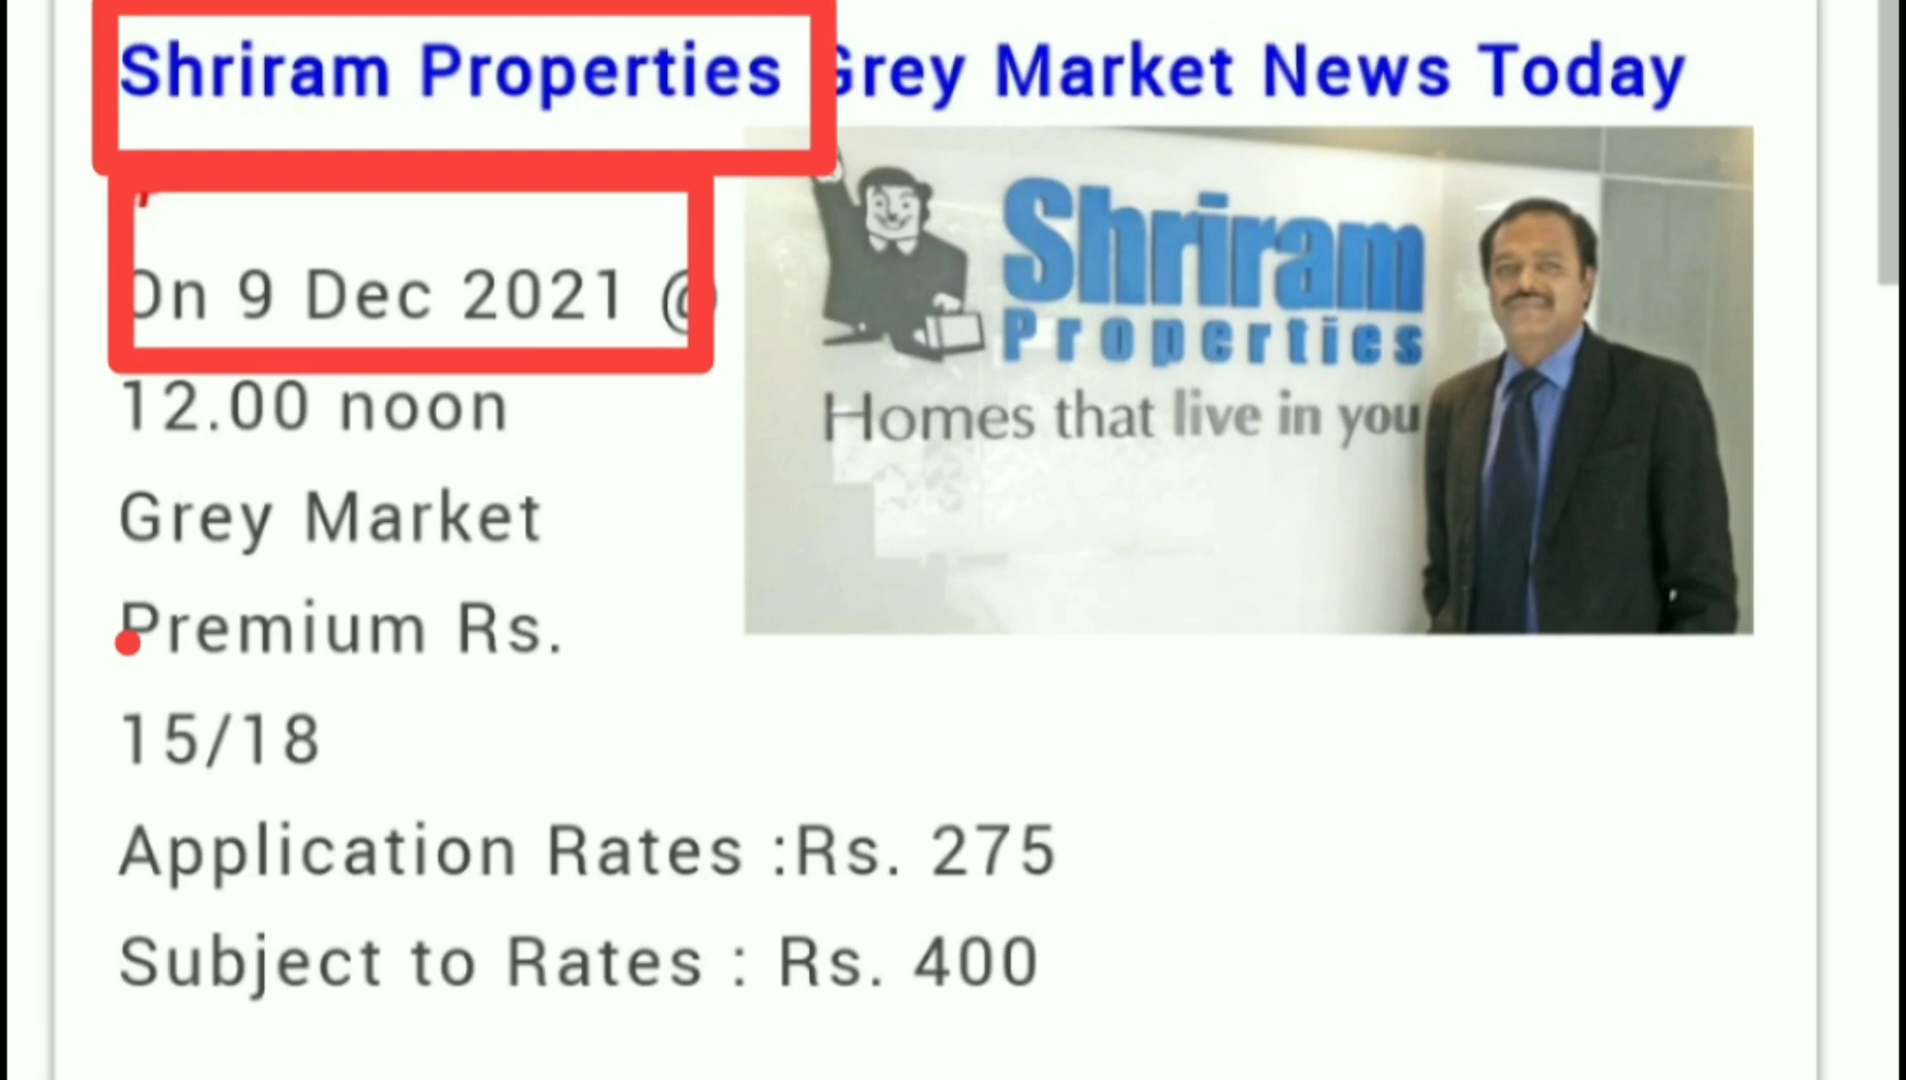 Shriram Properties Grey Market News Today
On 9 Dec 2021 @
12.00 noon
Grey Market
Premium Rs.
15/18
Application Rates :Rs. 275
Subject to Rates : Rs. 400
Shriram
Properties
Homes that live in you